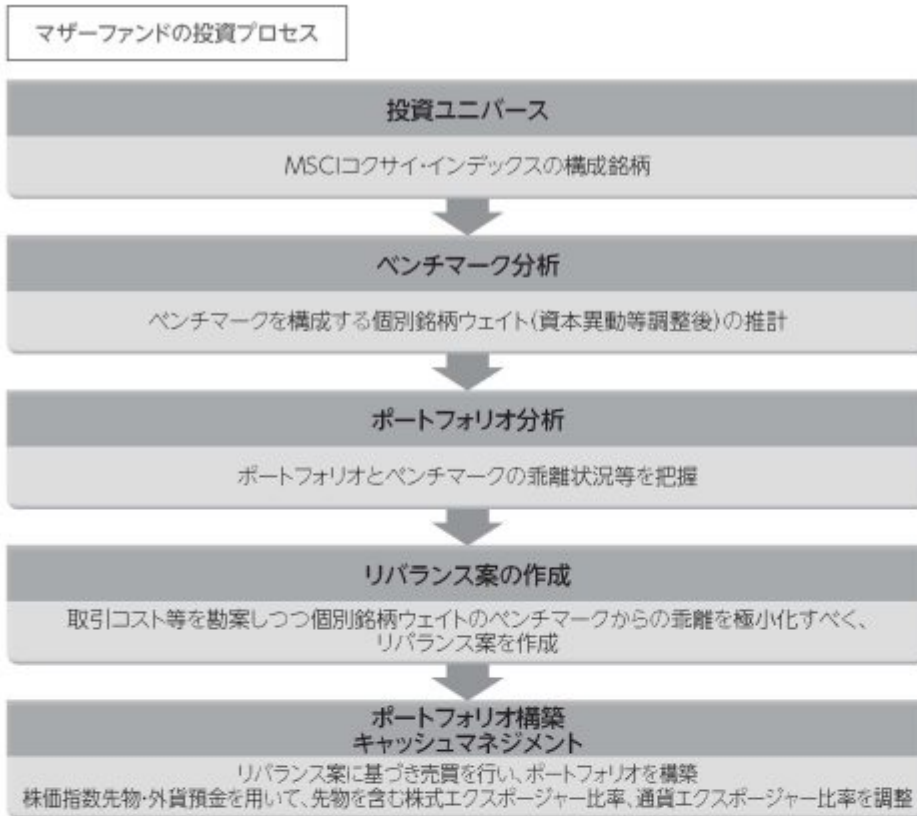 マザーファンドの投資プロセス
投資ユニバース
MSCIコクサイ・インデックスの構成銘柄
ベンチマーク分析
ベンチマークを構成する個別銘柄ウェイト(資本異動等調整後)の推計
ポートフォリオ分析
ポートフォリオとベンチマークの乖離状況等を把握
リバランス案の作成
取引コスト等を勘案しつつ個別銘柄ウェイトのベンチマークからの乖離を極小化すべく、
リバランス案を作成
ポートフォリオ構築
キャッシュマネジメント
リバランス案に基づき売買を行い、ポートフォリオを構築
株価指数先物・外貨預金を用いて、先物を含む株式エクスポージャー比率、通貨エクスポージャー比率を調整